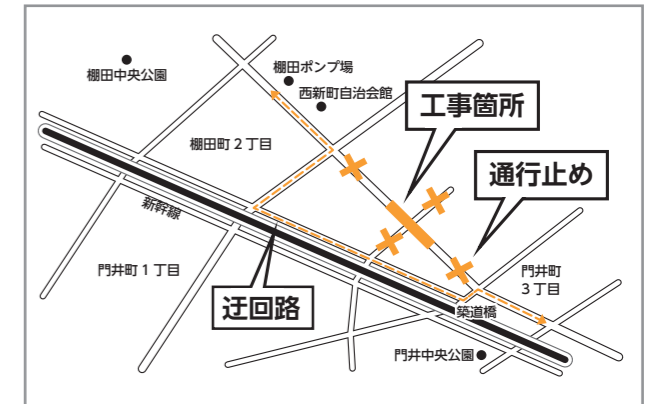 棚田中央公園
棚田ポンプ場
西新町自治会館
工事箇所
棚田町2丁目
通行止め
新幹線
門井町1丁目
門井町
3丁目
迂回路
築道橋
門井中央公園